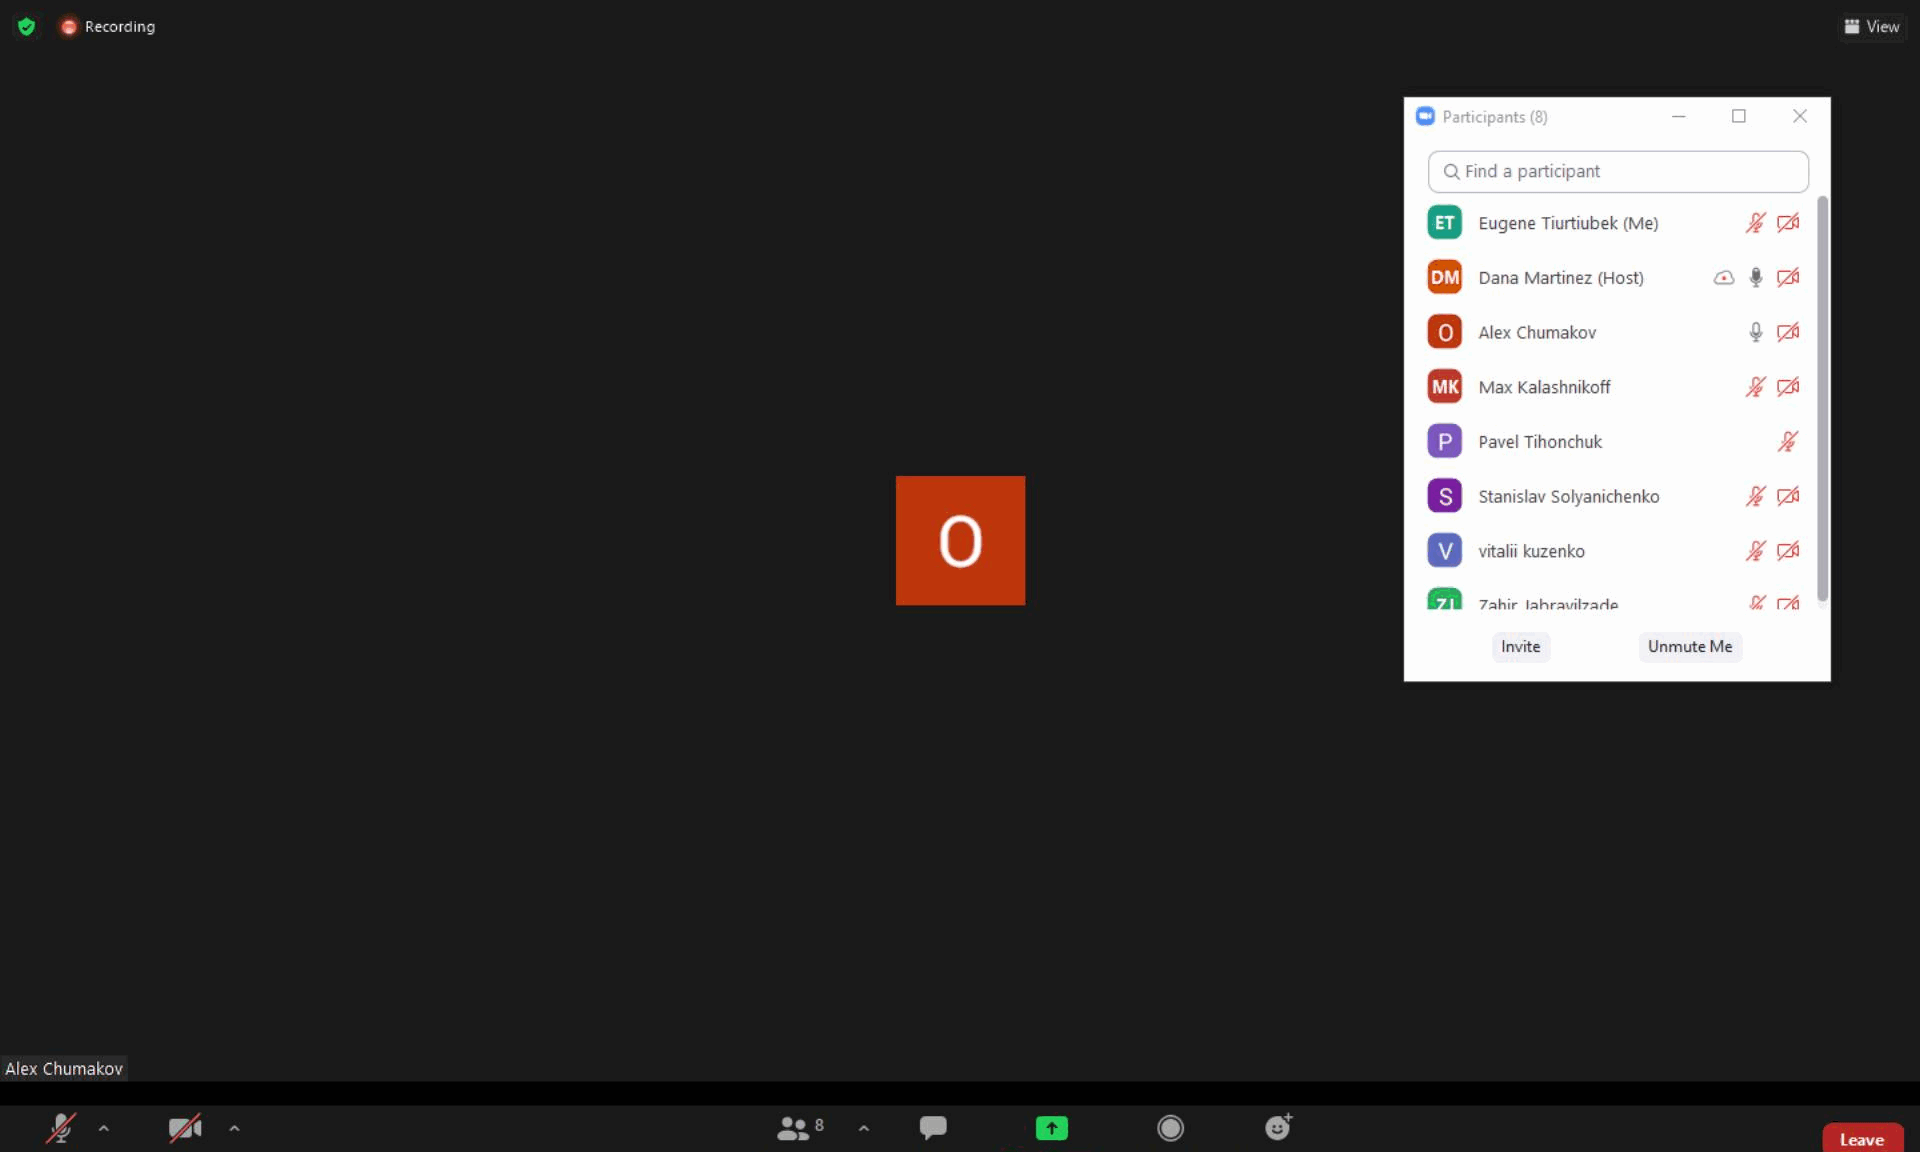 Recording
View
Participants (8)
Find a participant
ET Eugene Tiurtiubek (Me)
DM Dana Martinez (Host)
O Alex Chumakov
MK Max Kalashnikoff
P Pavel Tihonchuk
S Stanislav Solyanichenko
V vitalii kuzenko
ZJ Zahir Jabravilzade
Invite Unmute Me
O
Alex Chumakov
8
Leave